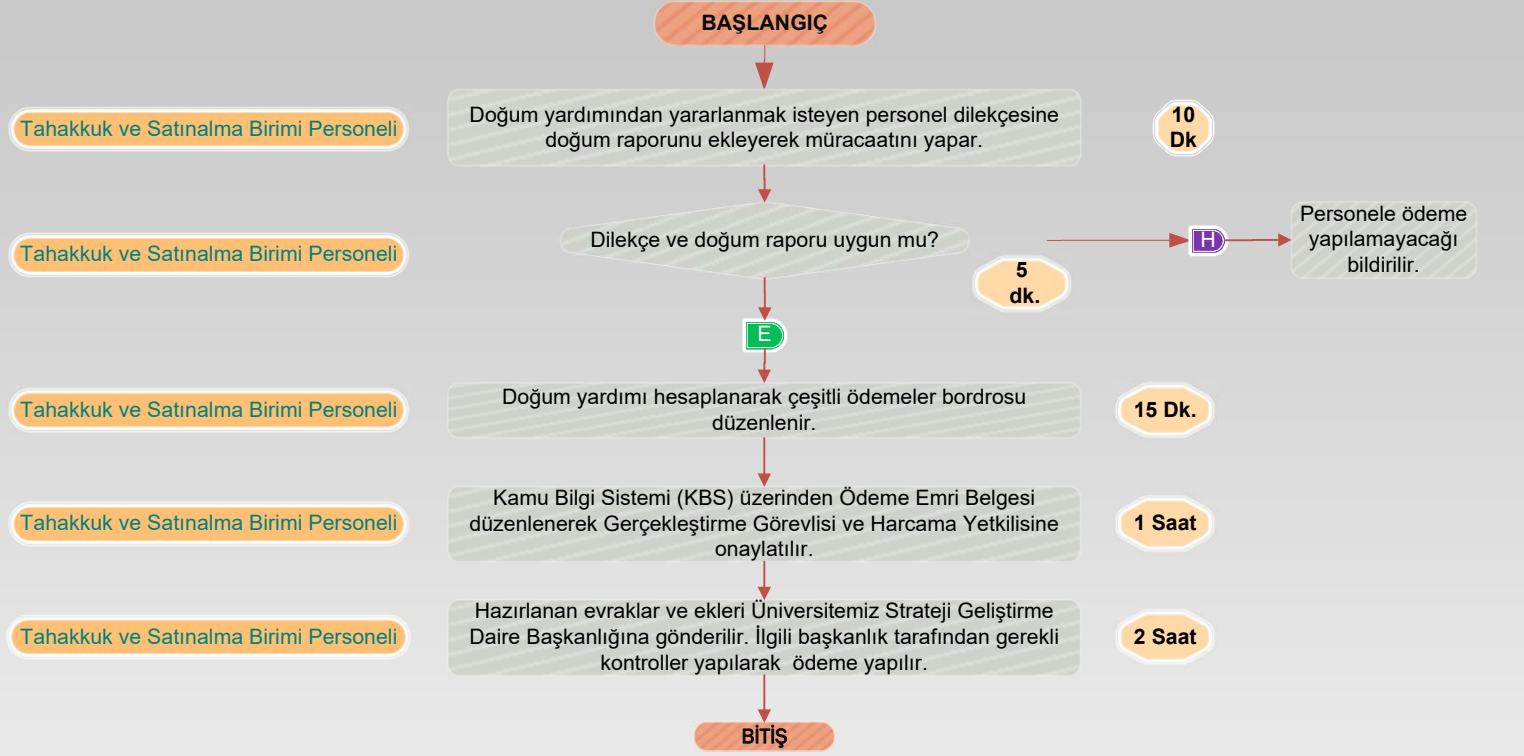 BAŞLANGIÇ
Tahakkuk ve Satınalma Birimi Personeli
Doğum yardımından yararlanmak isteyen personel dilekçesine
doğum raporunu ekleyerek müracaatını yapar.
10
Dk
Tahakkuk ve Satınalma Birimi Personeli
Dilekçe ve doğum raporu uygun mu?
5
dk.
H
Personele ödeme
yapılamayacağı
bildirilir.
E
Tahakkuk ve Satınalma Birimi Personeli
Doğum yardımı hesaplanarak çeşitli ödemeler bordrosu
düzenlenir.
15 Dk.
Tahakkuk ve Satınalma Birimi Personeli
Kamu Bilgi Sistemi (KBS) üzerinden Ödeme Emri Belgesi
düzenlenerek Gerçekleştirme Görevlisi ve Harcama Yetkilisine
onaylatılır.
1 Saat
Tahakkuk ve Satınalma Birimi Personeli
Hazırlanan evraklar ve ekleri Üniversitemiz Strateji Geliştirme
Daire Başkanlığına gönderilir. İlgili başkanlık tarafından gerekli
kontroller yapılarak  ödeme yapılır.
2 Saat
BİTİŞ